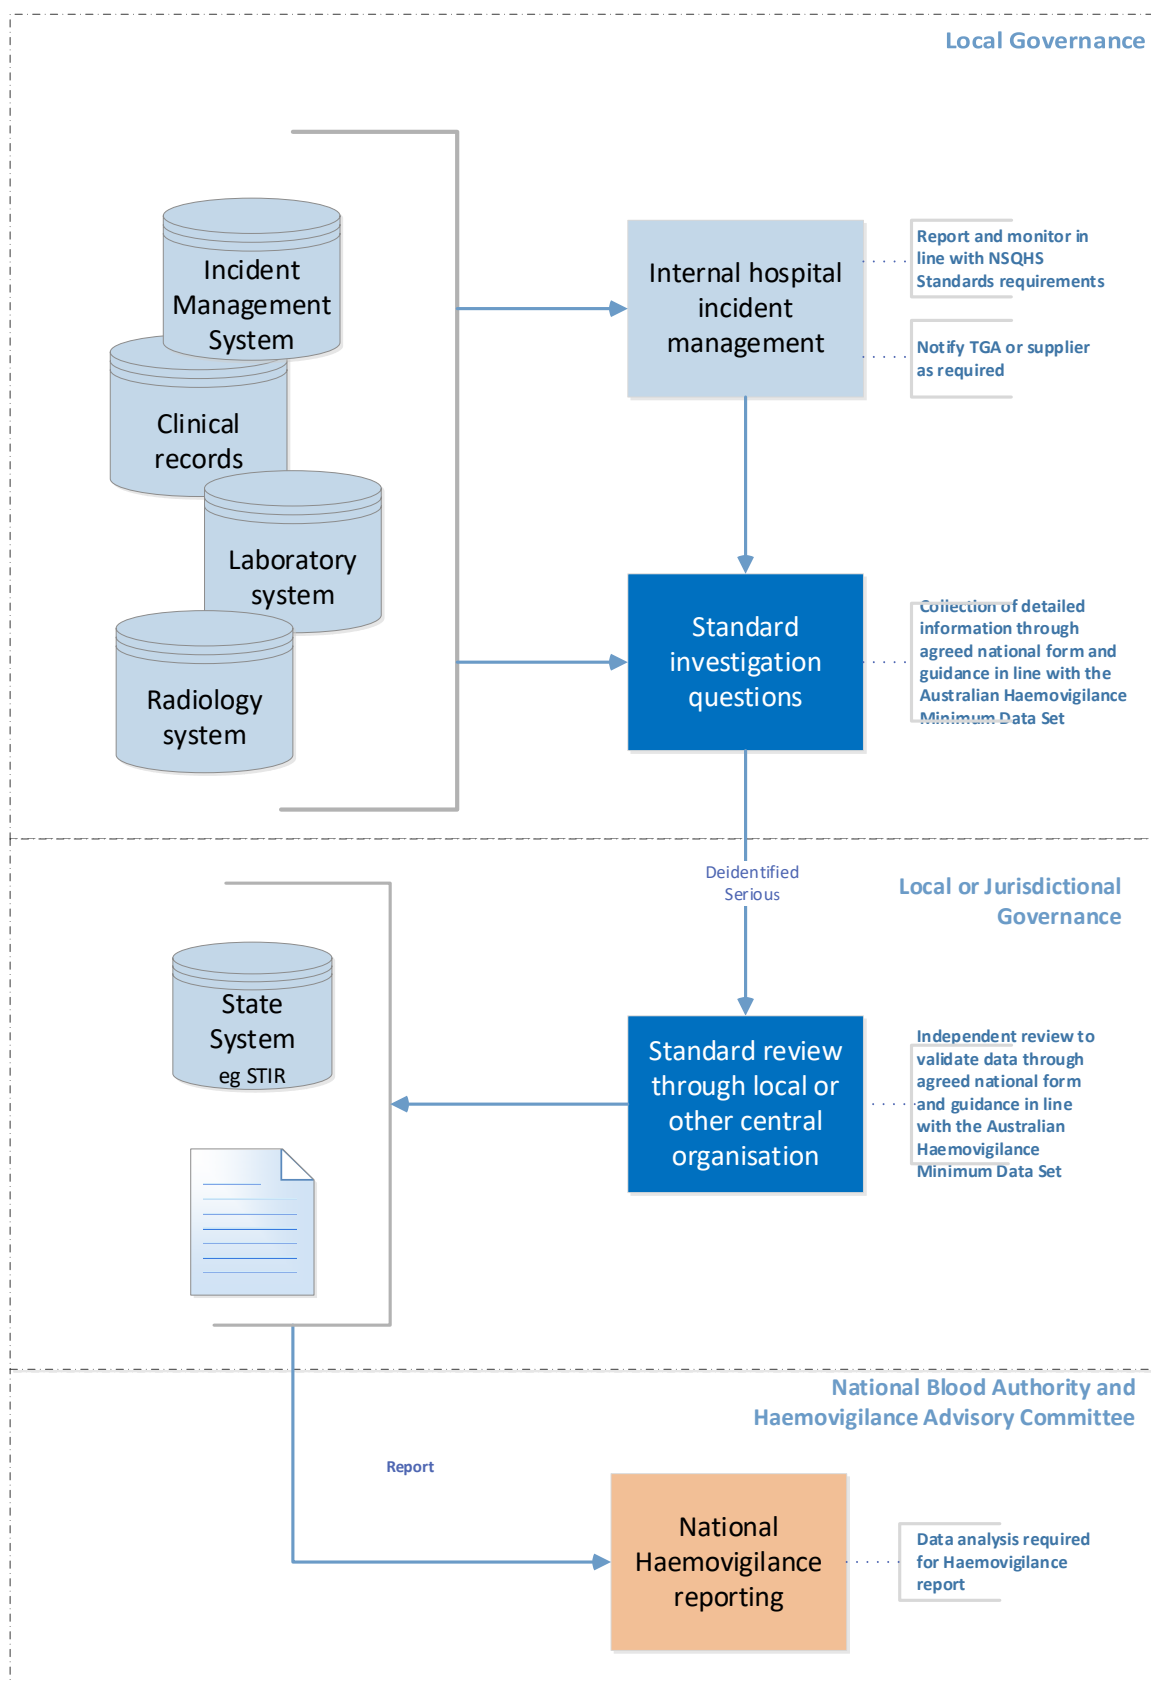 Local Governance
Incident
Management
System
Clinical
records
Laboratory
system
Radiology
system
Internal hospital
incident
management
Report and monitor in
line with NSQHS
Standards requirements
Notify TGA or supplier
as required
Standard
investigation
questions
Collection of detailed
information through
agreed national form and
guidance in line with the
Australian Haemovigilance
Minimum Data Set
Deidentified
Serious
Local or Jurisdictional
Governance
State
System
eg STIR
Standard review
through local or
other central
organisation
Independent review to
validate data through
agreed national form
and guidance in line
with the Australian
Haemovigilance
Minimum Data Set
National Blood Authority and
Haemovigilance Advisory Committee
Report
National
Haemovigilance
reporting
Data analysis required
for Haemovigilance
report